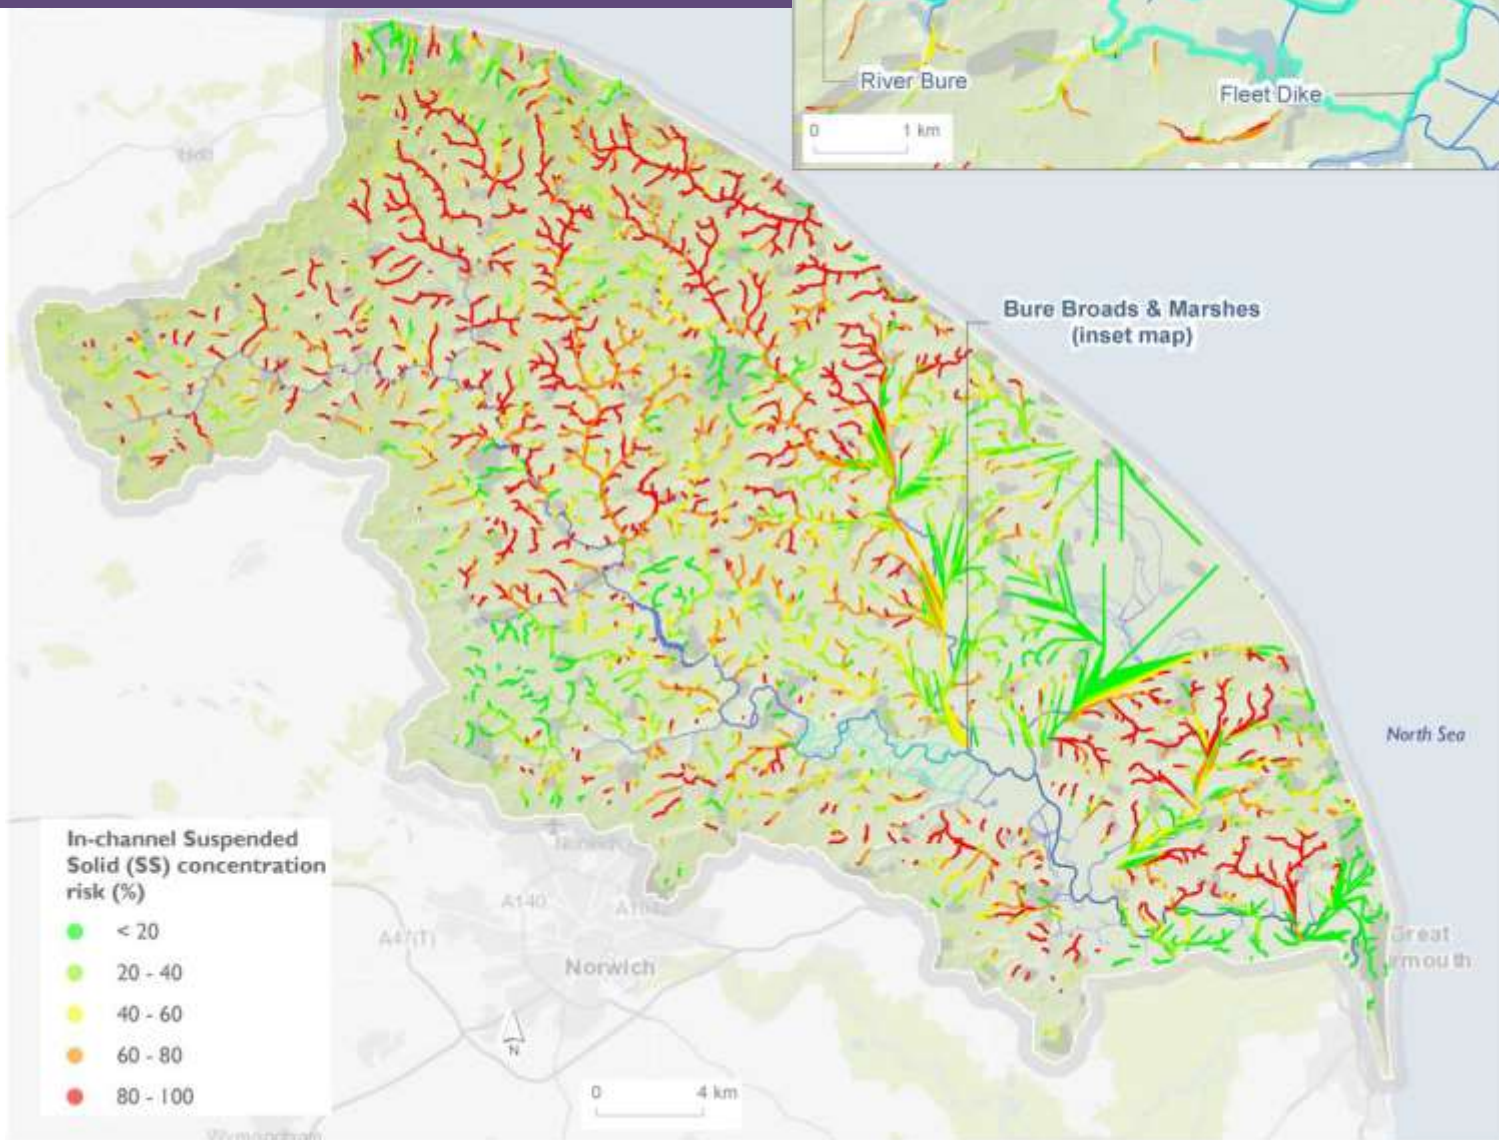 River Bure
Fleet Dike
0 1 km
Bure Broads & Marshes
(inset map)
North Sea
In-channel Suspended
Solid (SS) concentration
risk (%)
< 20
20 - 40
40 - 60
60 - 80
80 - 100
A140
A47(T)
Norwich
Great
N
0 4 km